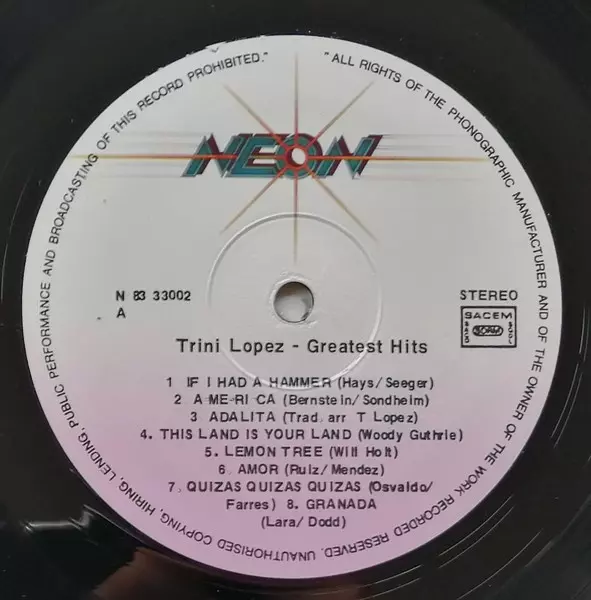 "ALL RIGHTS OF THE PHONOGRAPHIC MANUFACTURER AND OF THE OWNER OF THE WORK RECORDED RESERVED. UNAUTHORISED COPYING, HIRING, LENDING, PUBLIC PERFORMANCE AND BROADCASTING OF THIS RECORD PROHIBITED."
NEON
N 83 33002
A
STEREO
SACEM
Trini Lopez - Greatest Hits
1 IF I HAD A HAMMER (Hays/Seeger)
2 A ME-RI CA (Bernstein/Sondheim)
3 ADALITA (Trad. arr T Lopez)
4. THIS LAND IS YOUR LAND (Woody Guthrie)
5. LEMON TREE (Will Holt)
6. AMOR (Ruiz/Mendez)
7. QUIZAS QUIZAS QUIZAS (Osvaldo/
Farres) 8. GRANADA
(Lara/Dodd)